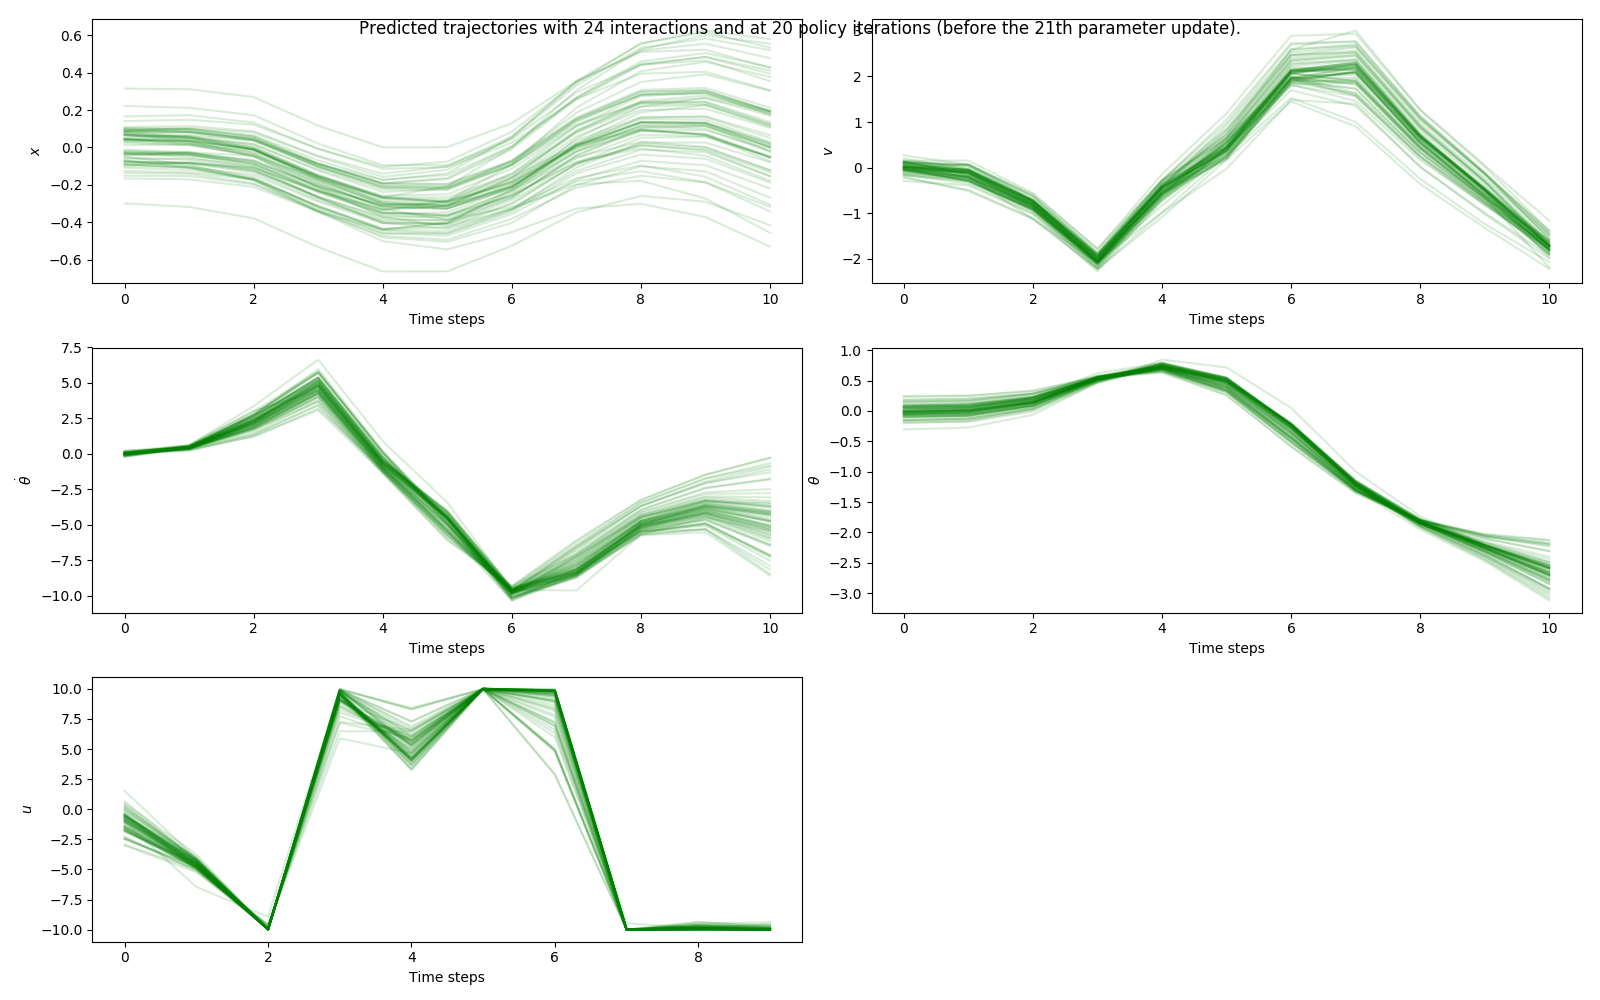 Predicted trajectories with 24 interactions and at 20 policy iterations (before the 21th parameter update).
0.6
0.4
0.2
0.0
−0.2
−0.4
−0.6
x
0 2 4 6 8 10
Time steps
3
2
1
0
−1
−2
v
0 2 4 6 8 10
Time steps
7.5
5.0
2.5
0.0
−2.5
−5.0
−7.5
−10.0
θ̇
0 2 4 6 8 10
Time steps
1.0
0.5
0.0
−0.5
−1.0
−1.5
−2.0
−2.5
−3.0
θ
0 2 4 6 8 10
Time steps
10.0
7.5
5.0
2.5
0.0
−2.5
−5.0
−7.5
−10.0
u
0 2 4 6 8
Time steps